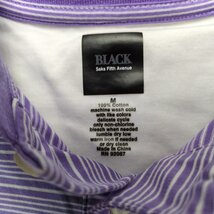 BLACK
Saks Fifth Avenue
M
100% Cotton
machine wash cold
with like colors
delicate cycle
only non-chlorine
bleach when needed
tumble dry low
warm iron if needed
or dry clean
Made in China
RN 92067